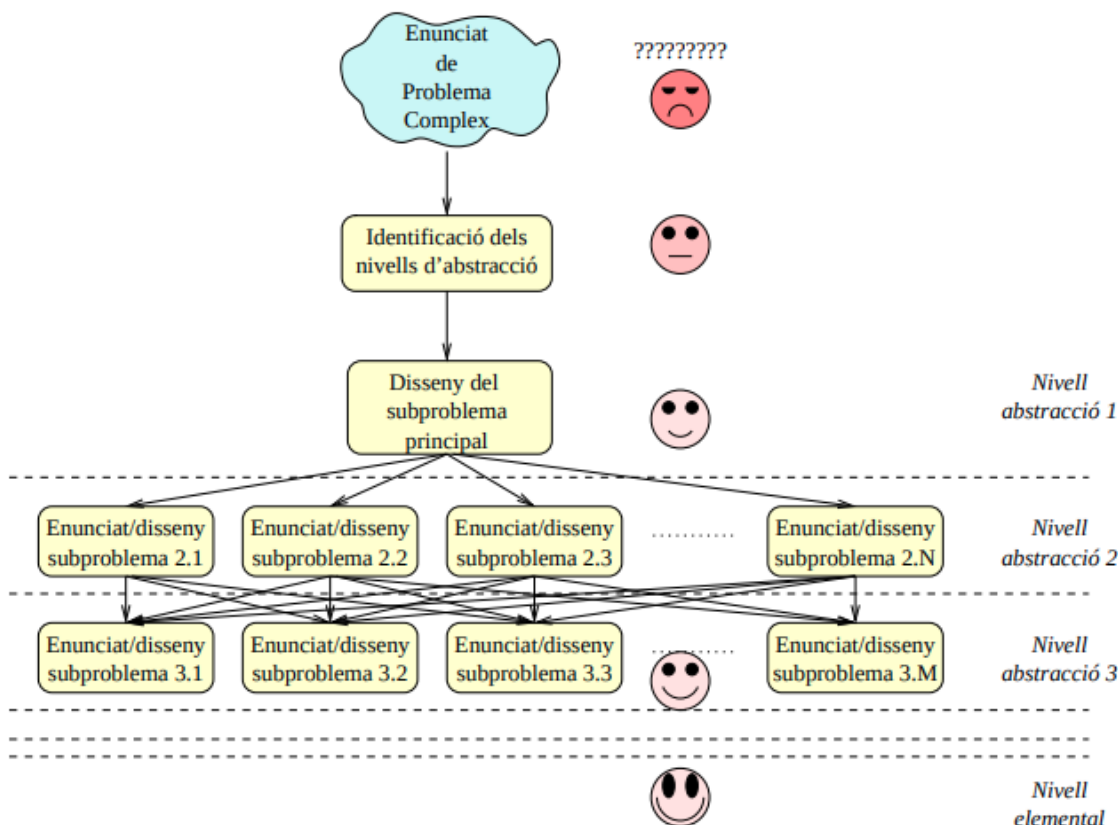 Enunciat
de
Problema
Complex
?????????
Identificació dels
nivells d’abstracció
Disseny del
subproblema
principal
Nivell
abstracció 1
Enunciat/disseny
subproblema 2.1
Enunciat/disseny
subproblema 2.2
Enunciat/disseny
subproblema 2.3
...........
Enunciat/disseny
subproblema 2.N
Nivell
abstracció 2
Enunciat/disseny
subproblema 3.1
Enunciat/disseny
subproblema 3.2
Enunciat/disseny
subproblema 3.3
...........
Enunciat/disseny
subproblema 3.M
Nivell
abstracció 3
Nivell
elemental